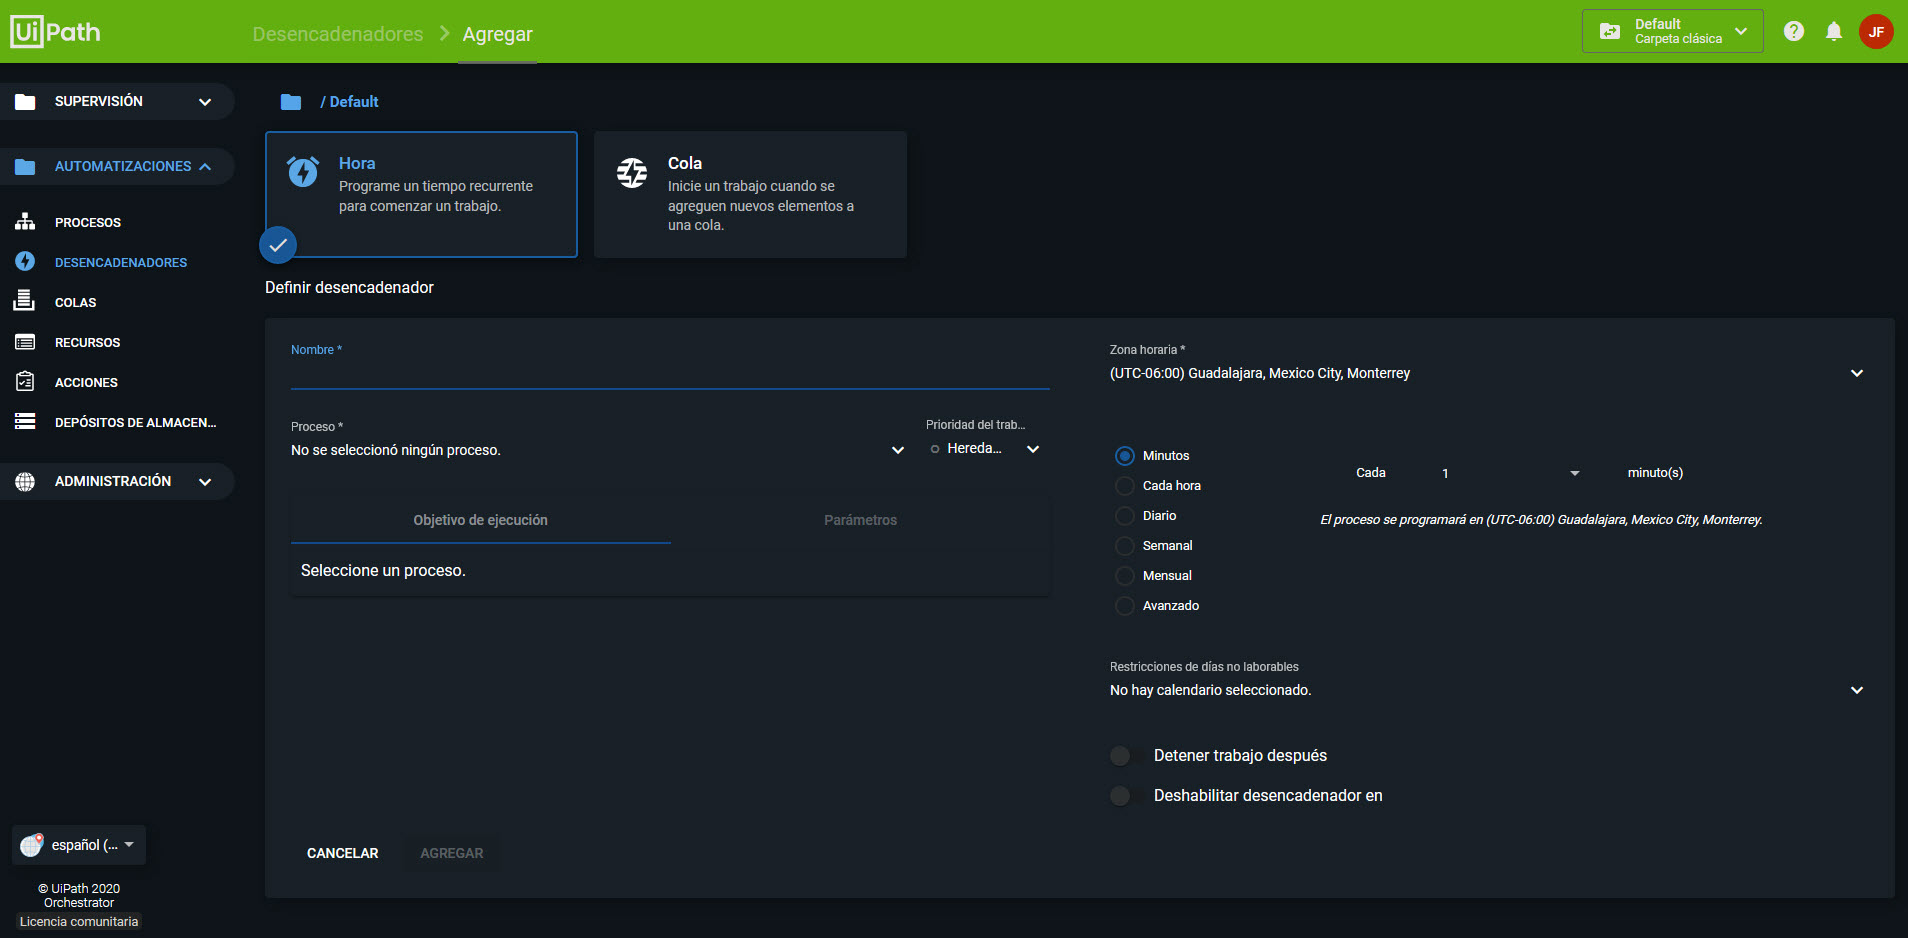 UiPath
Desencadenadores > Agregar
Default
Carpeta clásica
JF
SUPERVISIÓN
AUTOMATIZACIONES
PROCESOS
DESENCADENADORES
COLAS
RECURSOS
ACCIONES
DEPÓSITOS DE ALMACEN...
ADMINISTRACIÓN
español (...
© UiPath 2020
Orchestrator
Licencia comunitaria
/ Default
Hora
Programe un tiempo recurrente
para comenzar un trabajo.
Cola
Inicie un trabajo cuando se
agreguen nuevos elementos a
una cola.
Definir desencadenador
Nombre *
Proceso *
No se seleccionó ningún proceso.
Prioridad del trab...
Hereda...
Objetivo de ejecución
Parámetros
Seleccione un proceso.
Zona horaria *
(UTC-06:00) Guadalajara, Mexico City, Monterrey
Minutos
Cada hora
Diario
Semanal
Mensual
Avanzado
Cada 1 minuto(s)
El proceso se programará en (UTC-06:00) Guadalajara, Mexico City, Monterrey.
Restricciones de días no laborables
No hay calendario seleccionado.
Detener trabajo después
Deshabilitar desencadenador en
CANCELAR
AGREGAR